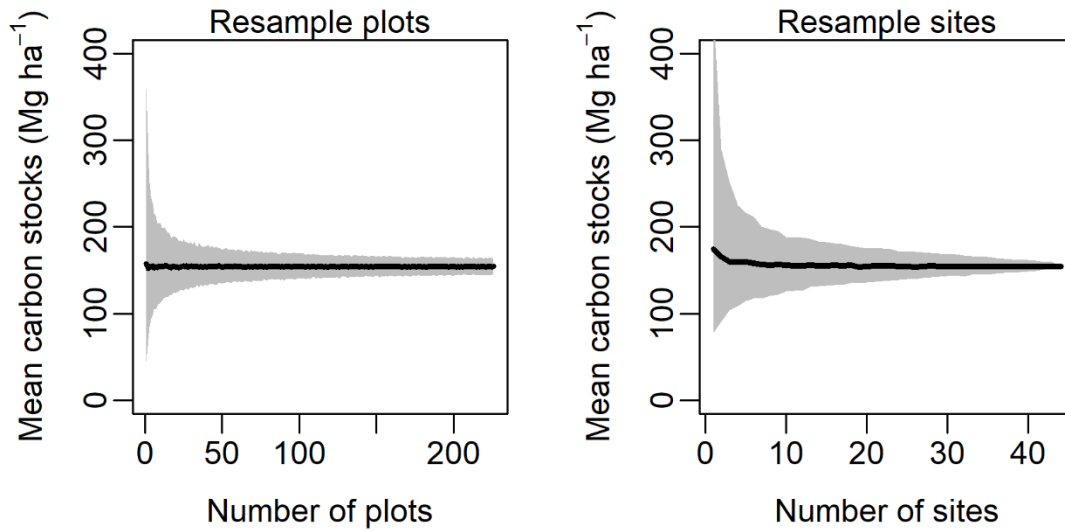 Resample plots
Mean carbon stocks (Mg ha⁻¹)
400
300
200
100
0
0 50 100 200
Number of plots
Resample sites
Mean carbon stocks (Mg ha⁻¹)
400
300
200
100
0
0 10 20 30 40
Number of sites